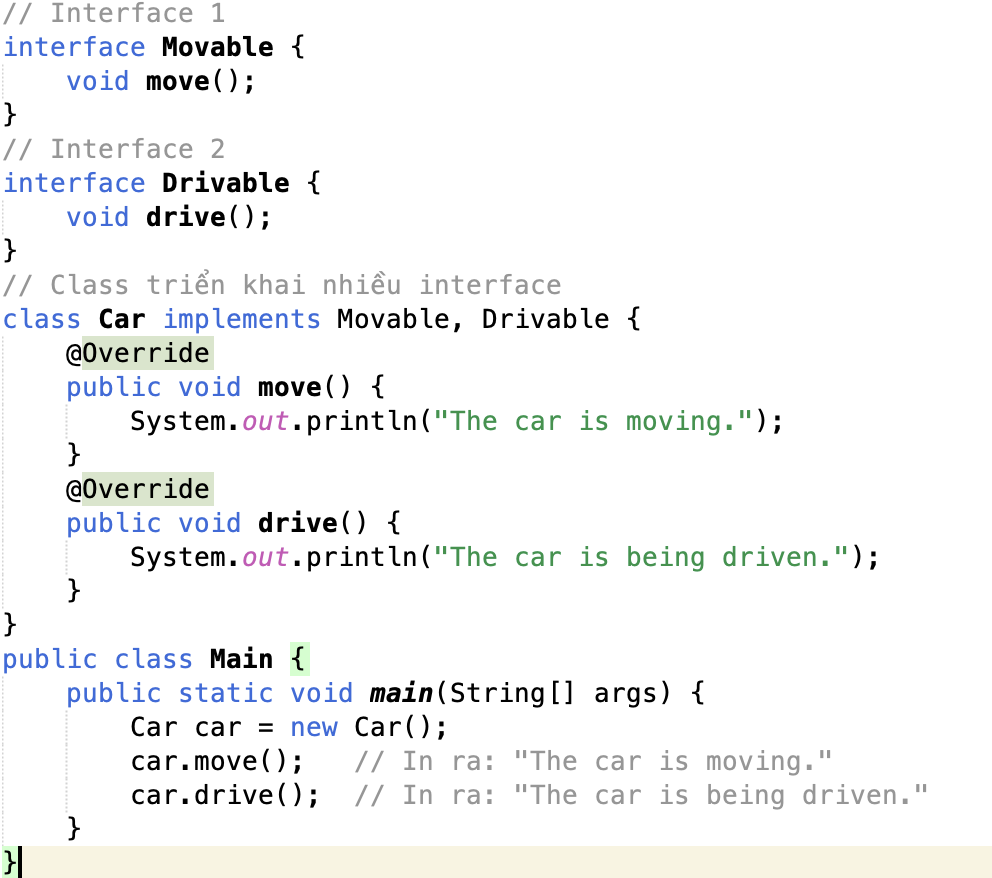 // Interface 1
interface Movable {
    void move();
}
// Interface 2
interface Drivable {
    void drive();
}
// Class triển khai nhiều interface
class Car implements Movable, Drivable {
    @Override
    public void move() {
        System.out.println("The car is moving.");
    }
    @Override
    public void drive() {
        System.out.println("The car is being driven.");
    }
}
public class Main {
    public static void main(String[] args) {
        Car car = new Car();
        car.move();   // In ra: "The car is moving."
        car.drive();  // In ra: "The car is being driven."
    }
}